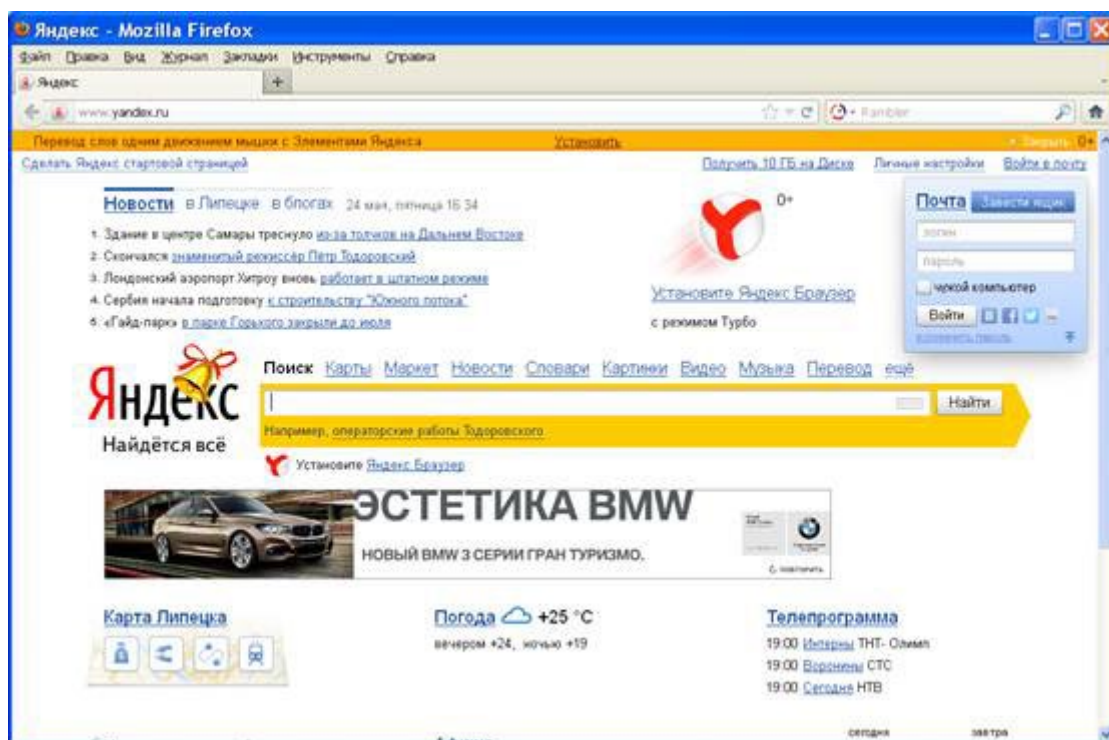 Яндекс - Mozilla Firefox
Файл Правка Вид Журнал Закладки Инструменты Справка
Яндекс +
www.yandex.ru Rambler
Перевод слов одним движением мышки с Элементами Яндекса Установить Закрыть 0+
Сделать Яндекс стартовой страницей Получить 10 ГБ на Диске Личные настройки Войти в почту
Новости в Липецке в блогах 24 мая, пятница 16 34
1. Здание в центре Самары треснуло из-за толчков на Дальнем Востоке
2. Скончался знаменитый режиссёр Пётр Тодоровский
3. Лондонский аэропорт Хитроу вновь работает в штатном режиме
4. Сербия начала подготовку к строительству "Южного потока"
5. «Гайд-парк» в парке Горького закрыли до июля
0+
Установите Яндекс Браузер
с режимом Турбо
Почта Завести ящик
логин
пароль
чужой компьютер
Войти
вспомнить пароль
Яндекс
Найдётся всё
Поиск Карты Маркет Новости Словари Картинки Видео Музыка Перевод ещё
Найти
Например, операторские работы Тодоровского
Установите Яндекс.Браузер
ЭСТЕТИКА BMW
НОВЫЙ BMW 3 СЕРИИ ГРАН ТУРИЗМО.
повторить
Карта Липецка
Погода +25 °C
вечером +24, ночью +19
Телепрограмма
19:00 Интерны ТНТ- Олимп
19:00 Воронины СТС
19:00 Сегодня НТВ
сегодня завтра